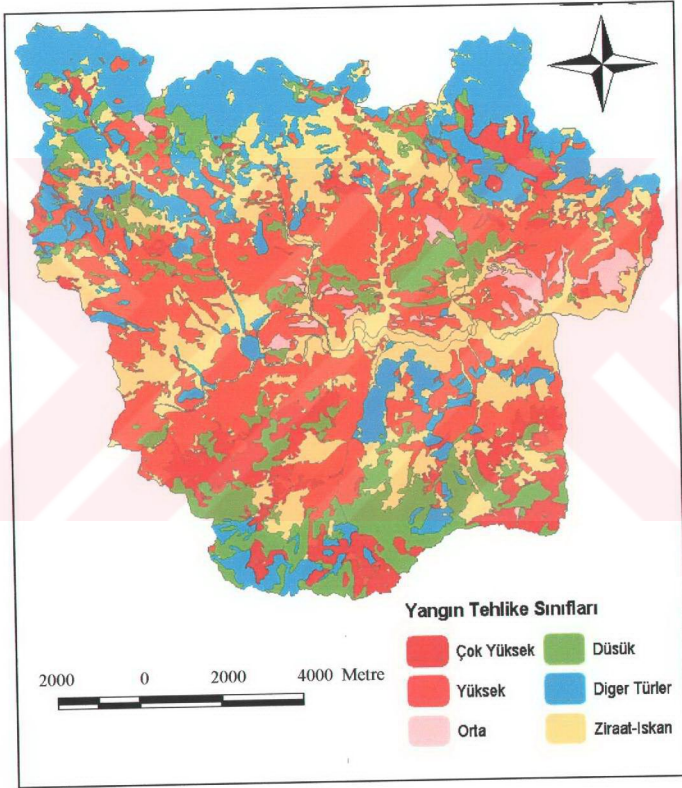 Yangın Tehlike Sınıfları
Çok Yüksek
Düsük
Yüksek
Diger Türler
Orta
Ziraat-Iskan
2000 0 2000 4000 Metre